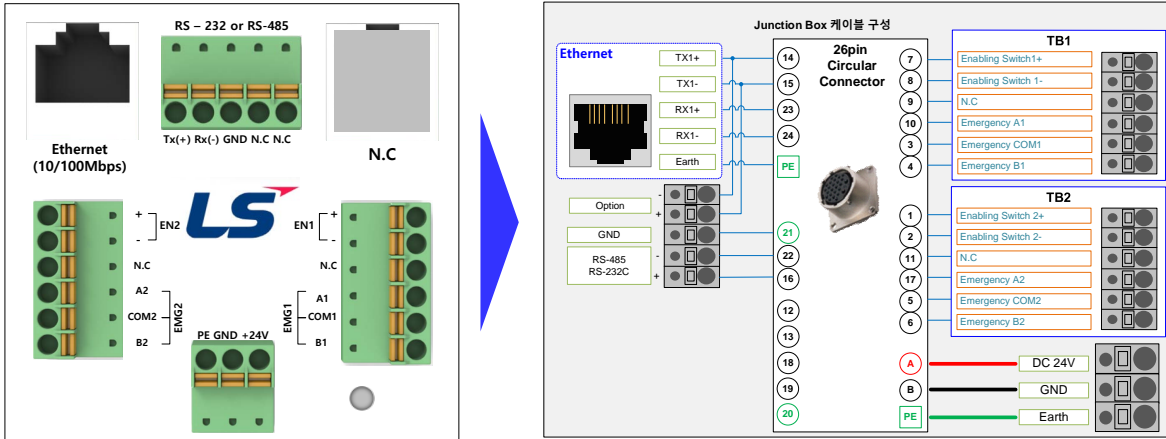 RS – 232 or RS-485
Tx(+) Rx(-) GND N.C N.C
Ethernet
(10/100Mbps)
N.C
LS
+
-
EN2
N.C
A2
COM2
B2
EMG2
EN1
+
-
N.C
A1
COM1
B1
EMG1
PE GND +24V
Junction Box 케이블 구성
Ethernet
TX1+
TX1-
RX1+
RX1-
Earth
Option
-
+
GND
RS-485
RS-232C
-
+
26pin
Circular
Connector
14
15
23
24
PE
21
22
16
12
13
18
19
20
7
8
9
10
3
4
1
2
11
17
5
6
A
B
PE
TB1
Enabling Switch1+
Enabling Switch 1-
N.C
Emergency A1
Emergency COM1
Emergency B1
TB2
Enabling Switch 2+
Enabling Switch 2-
N.C
Emergency A2
Emergency COM2
Emergency B2
DC 24V
GND
Earth